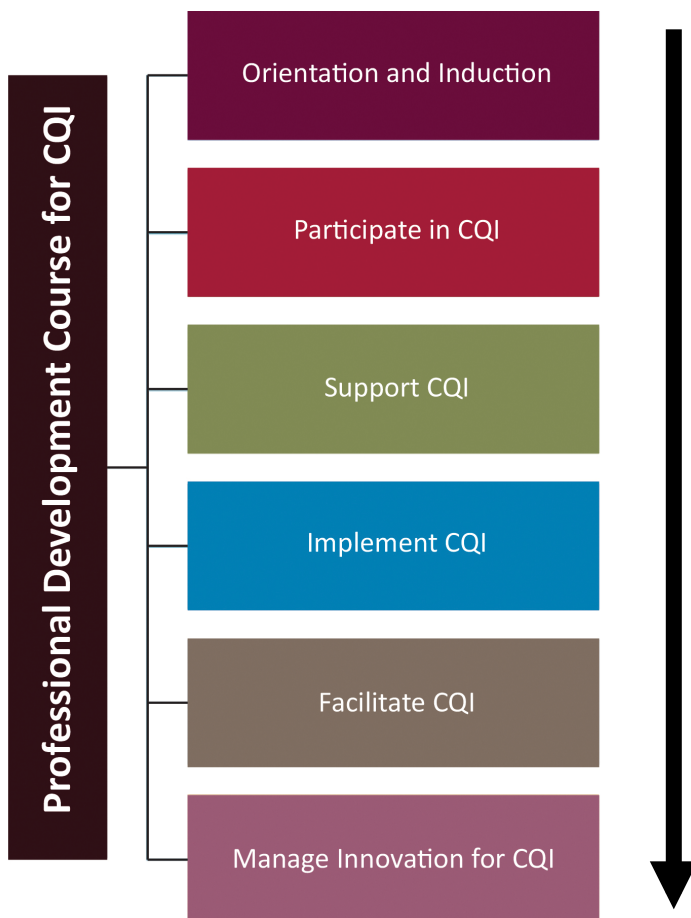 Professional Development Course for CQI
Orientation and Induction
Participate in CQI
Support CQI
Implement CQI
Facilitate CQI
Manage Innovation for CQI